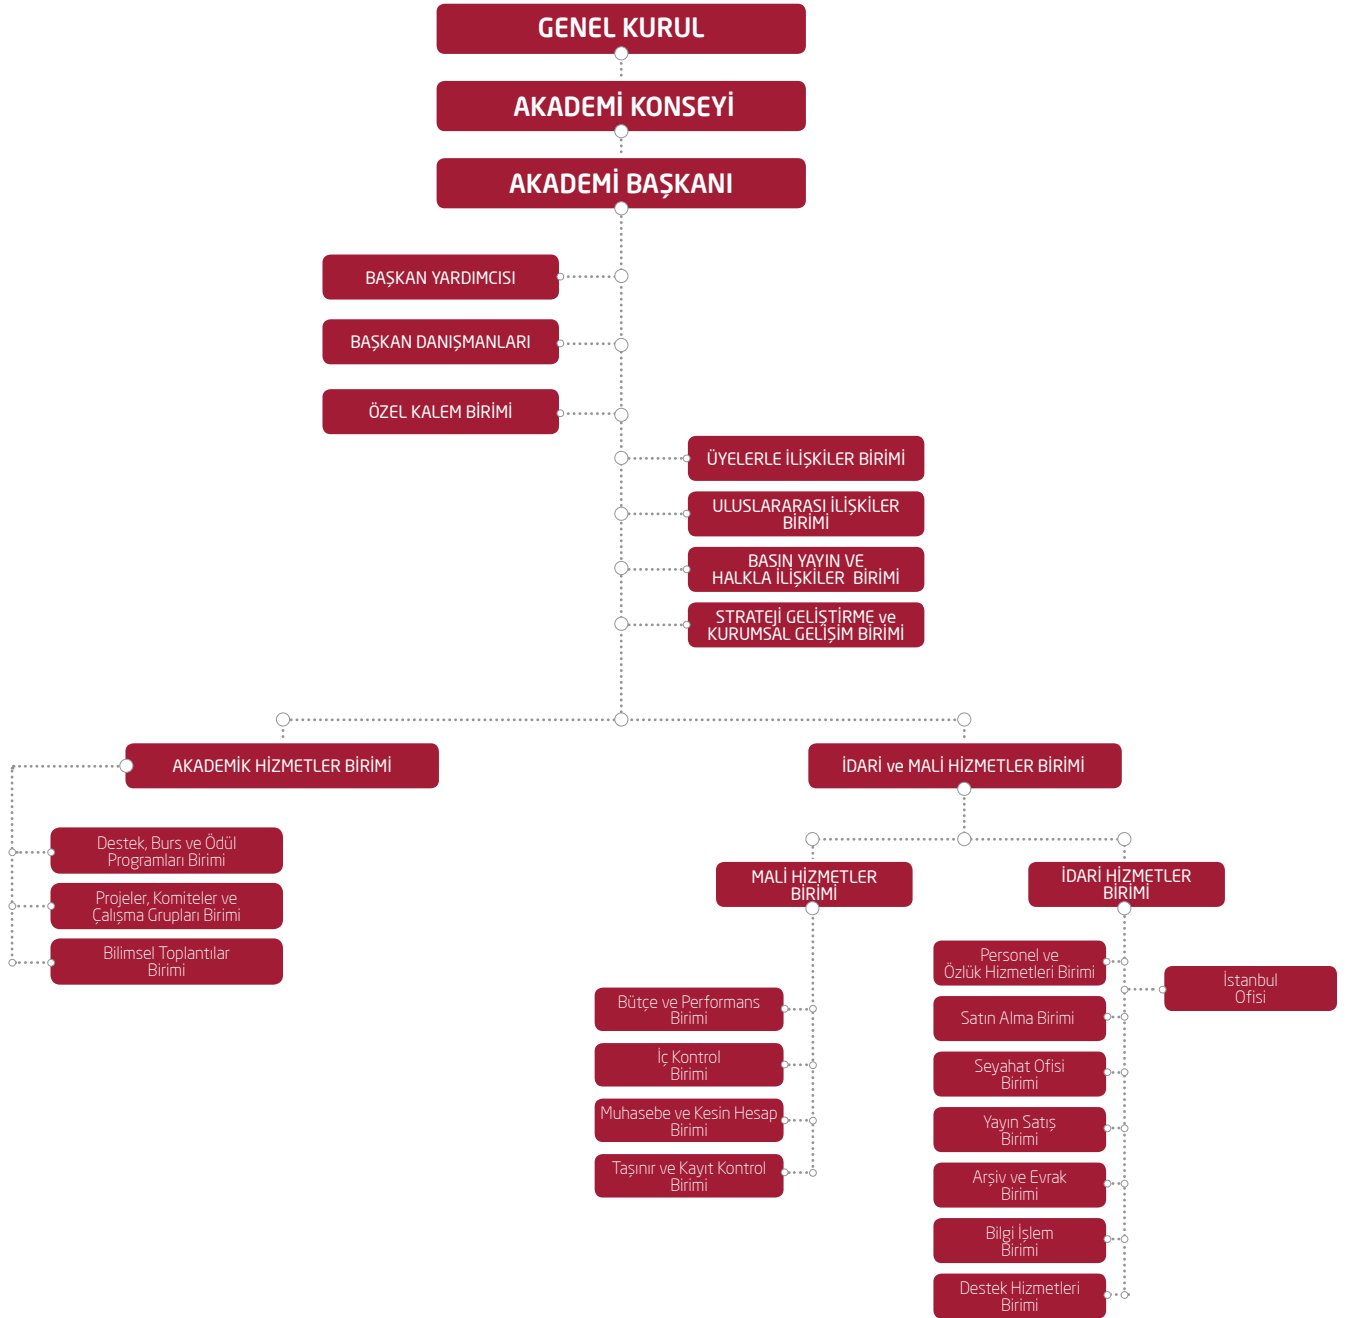 GENEL KURUL
AKADEMİ KONSEYİ
AKADEMİ BAŞKANI
BAŞKAN YARDIMCISI
BAŞKAN DANIŞMANLARI
ÖZEL KALEM BİRİMİ
ÜYELERLE İLİŞKİLER BİRİMİ
ULUSLARARASI İLİŞKİLER
BİRİMİ
BASIN YAYIN VE
HALKLA İLİŞKİLER BİRİMİ
STRATEJİ GELİŞTİRME ve
KURUMSAL GELİŞİM BİRİMİ
AKADEMİK HİZMETLER BİRİMİ
Destek, Burs ve Ödül
Programları Birimi
Projeler, Komiteler ve
Çalışma Grupları Birimi
Bilimsel Toplantılar
Birimi
İDARİ ve MALİ HİZMETLER BİRİMİ
MALİ HİZMETLER
BİRİMİ
Bütçe ve Performans
Birimi
İç Kontrol
Birimi
Muhasebe ve Kesin Hesap
Birimi
Taşınır ve Kayıt Kontrol
Birimi
İDARİ HİZMETLER
BİRİMİ
Personel ve
Özlük Hizmetleri Birimi
İstanbul
Ofisi
Satın Alma Birimi
Seyahat Ofisi
Birimi
Yayın Satış
Birimi
Arşiv ve Evrak
Birimi
Bilgi İşlem
Birimi
Destek Hizmetleri
Birimi